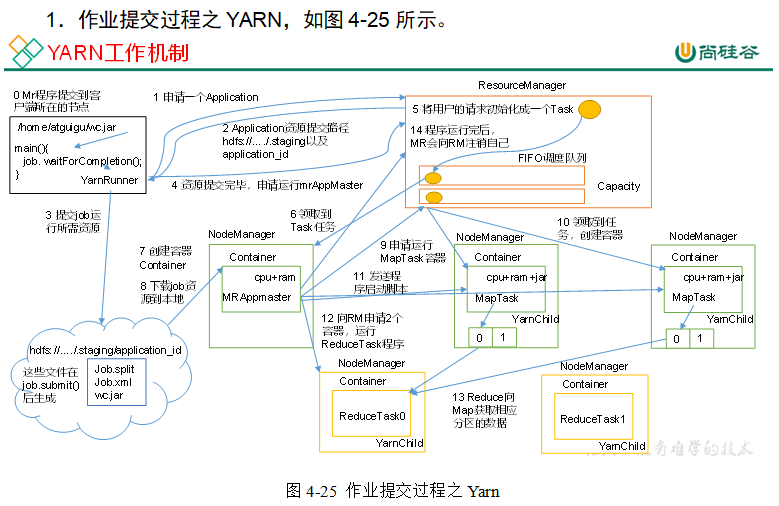 1．作业提交过程之 YARN，如图 4-25 所示。
YARN工作机制
尚硅谷
0 Mr程序提交到客
户端所在的节点
/home/atguigu/wc.jar
main(){
job. waitForCompletion();
}
YarnRunner
1 申请一个Application
2 Application资源提交路径
hdfs://…./.staging以及
application_id
4 资源提交完毕，申请运行mrAppMaster
ResourceManager
5 将用户的请求初始化成一个Task
14 程序运行完后，
MR会向RM注销自己
FIFO调度队列
Capacity
3 提交job运
行所需资源
6 领取到
Task任务
7 创建容器
Container
8 下载job资
源到本地
NodeManager
Container
cpu+ram
MRAppmaster
9 申请运行
MapTask容器
11 发送程
序启动脚本
10 领取到任
务，创建容器
NodeManager
Container
cpu+ram+jar
MapTask
YarnChild
0
1
NodeManager
Container
cpu+ram+jar
MapTask
YarnChild
0
1
12 向RM申请2个
容器，运行
ReduceTask程序
hdfs://…./.staging/application_id
这些文件在
job.submit()
后生成
Job.split
Job.xml
wc.jar
NodeManager
Container
ReduceTask0
YarnChild
13 Reduce向
Map获取相应
分区的数据
NodeManager
Container
ReduceTask1
YarnChild
有难学的技术
图 4-25 作业提交过程之 Yarn